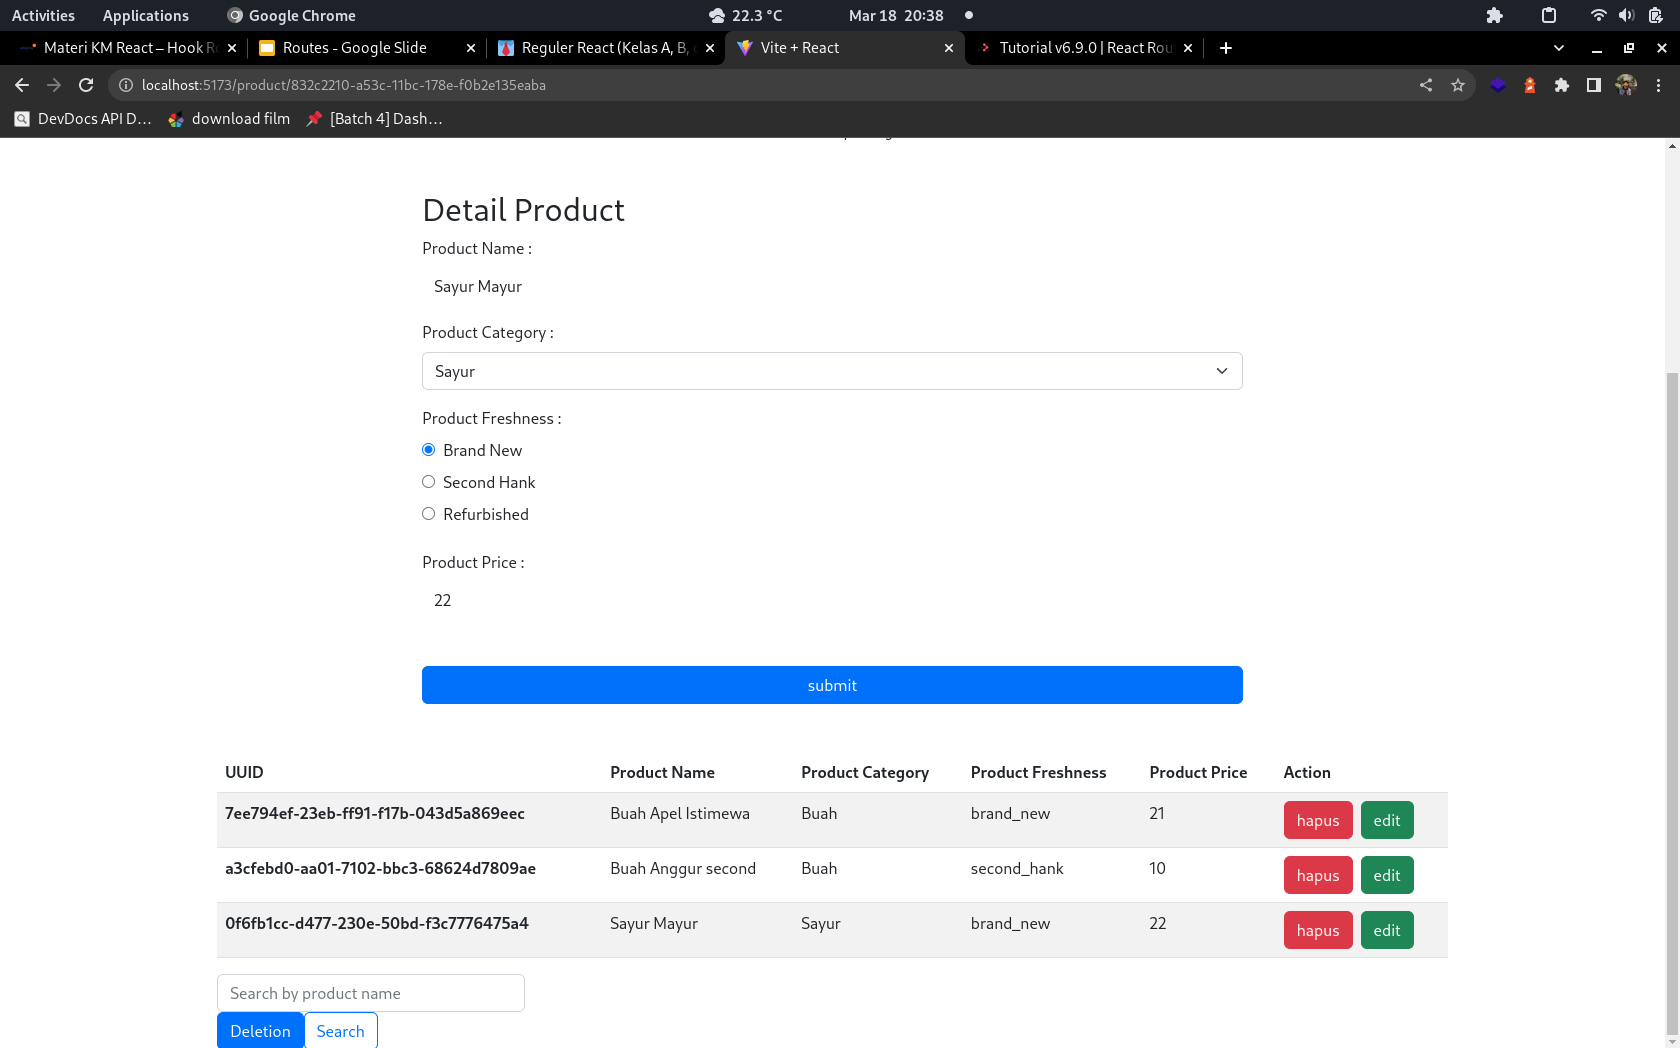 Activities Applications Google Chrome 22.3 °C Mar 18 20:38
Materi KM React – Hook R Routes - Google Slide Reguler React (Kelas A, B, Vite + React Tutorial v6.9.0 | React Rou
localhost:5173/product/832c2210-a53c-11bc-178e-f0b2e135eaba
DevDocs API D... download film [Batch 4] Dash...
Detail Product
Product Name :
Sayur Mayur
Product Category :
Sayur
Product Freshness :
Brand New
Second Hank
Refurbished
Product Price :
22
submit
UUID Product Name Product Category Product Freshness Product Price Action
7ee794ef-23eb-ff91-f17b-043d5a869eec Buah Apel Istimewa Buah brand_new 21 hapus edit
a3cfebd0-aa01-7102-bbc3-68624d7809ae Buah Anggur second Buah second_hank 10 hapus edit
0f6fb1cc-d477-230e-50bd-f3c7776475a4 Sayur Mayur Sayur brand_new 22 hapus edit
Search by product name
Deletion Search